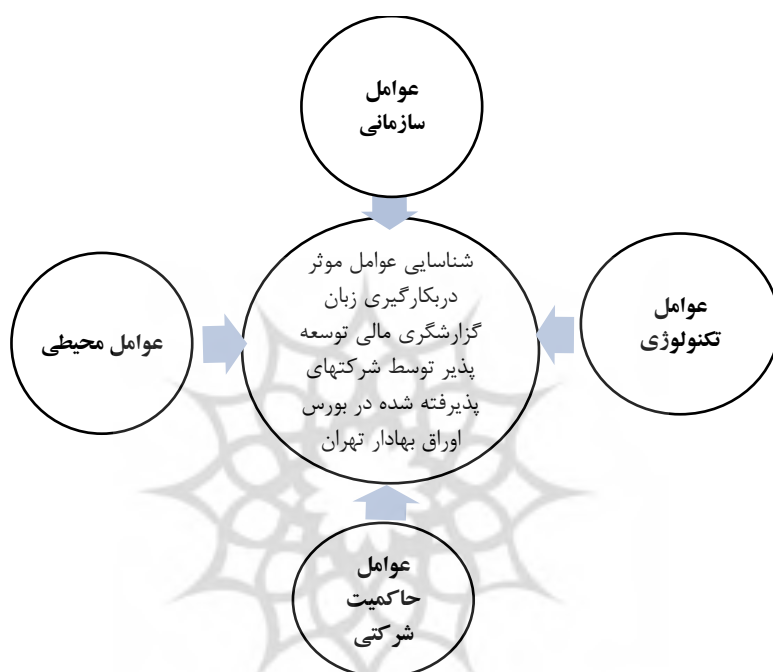 عوامل
سازمانی
شناسایی عوامل موثر
دربکارگیری زبان
گزارشگری مالی توسعه
پذیر توسط شرکتهای
پذیرفته شده در بورس
اوراق بهادار تهران
عوامل
تکنولوژی
عوامل محیطی
عوامل
حاکمیت
شرکتی